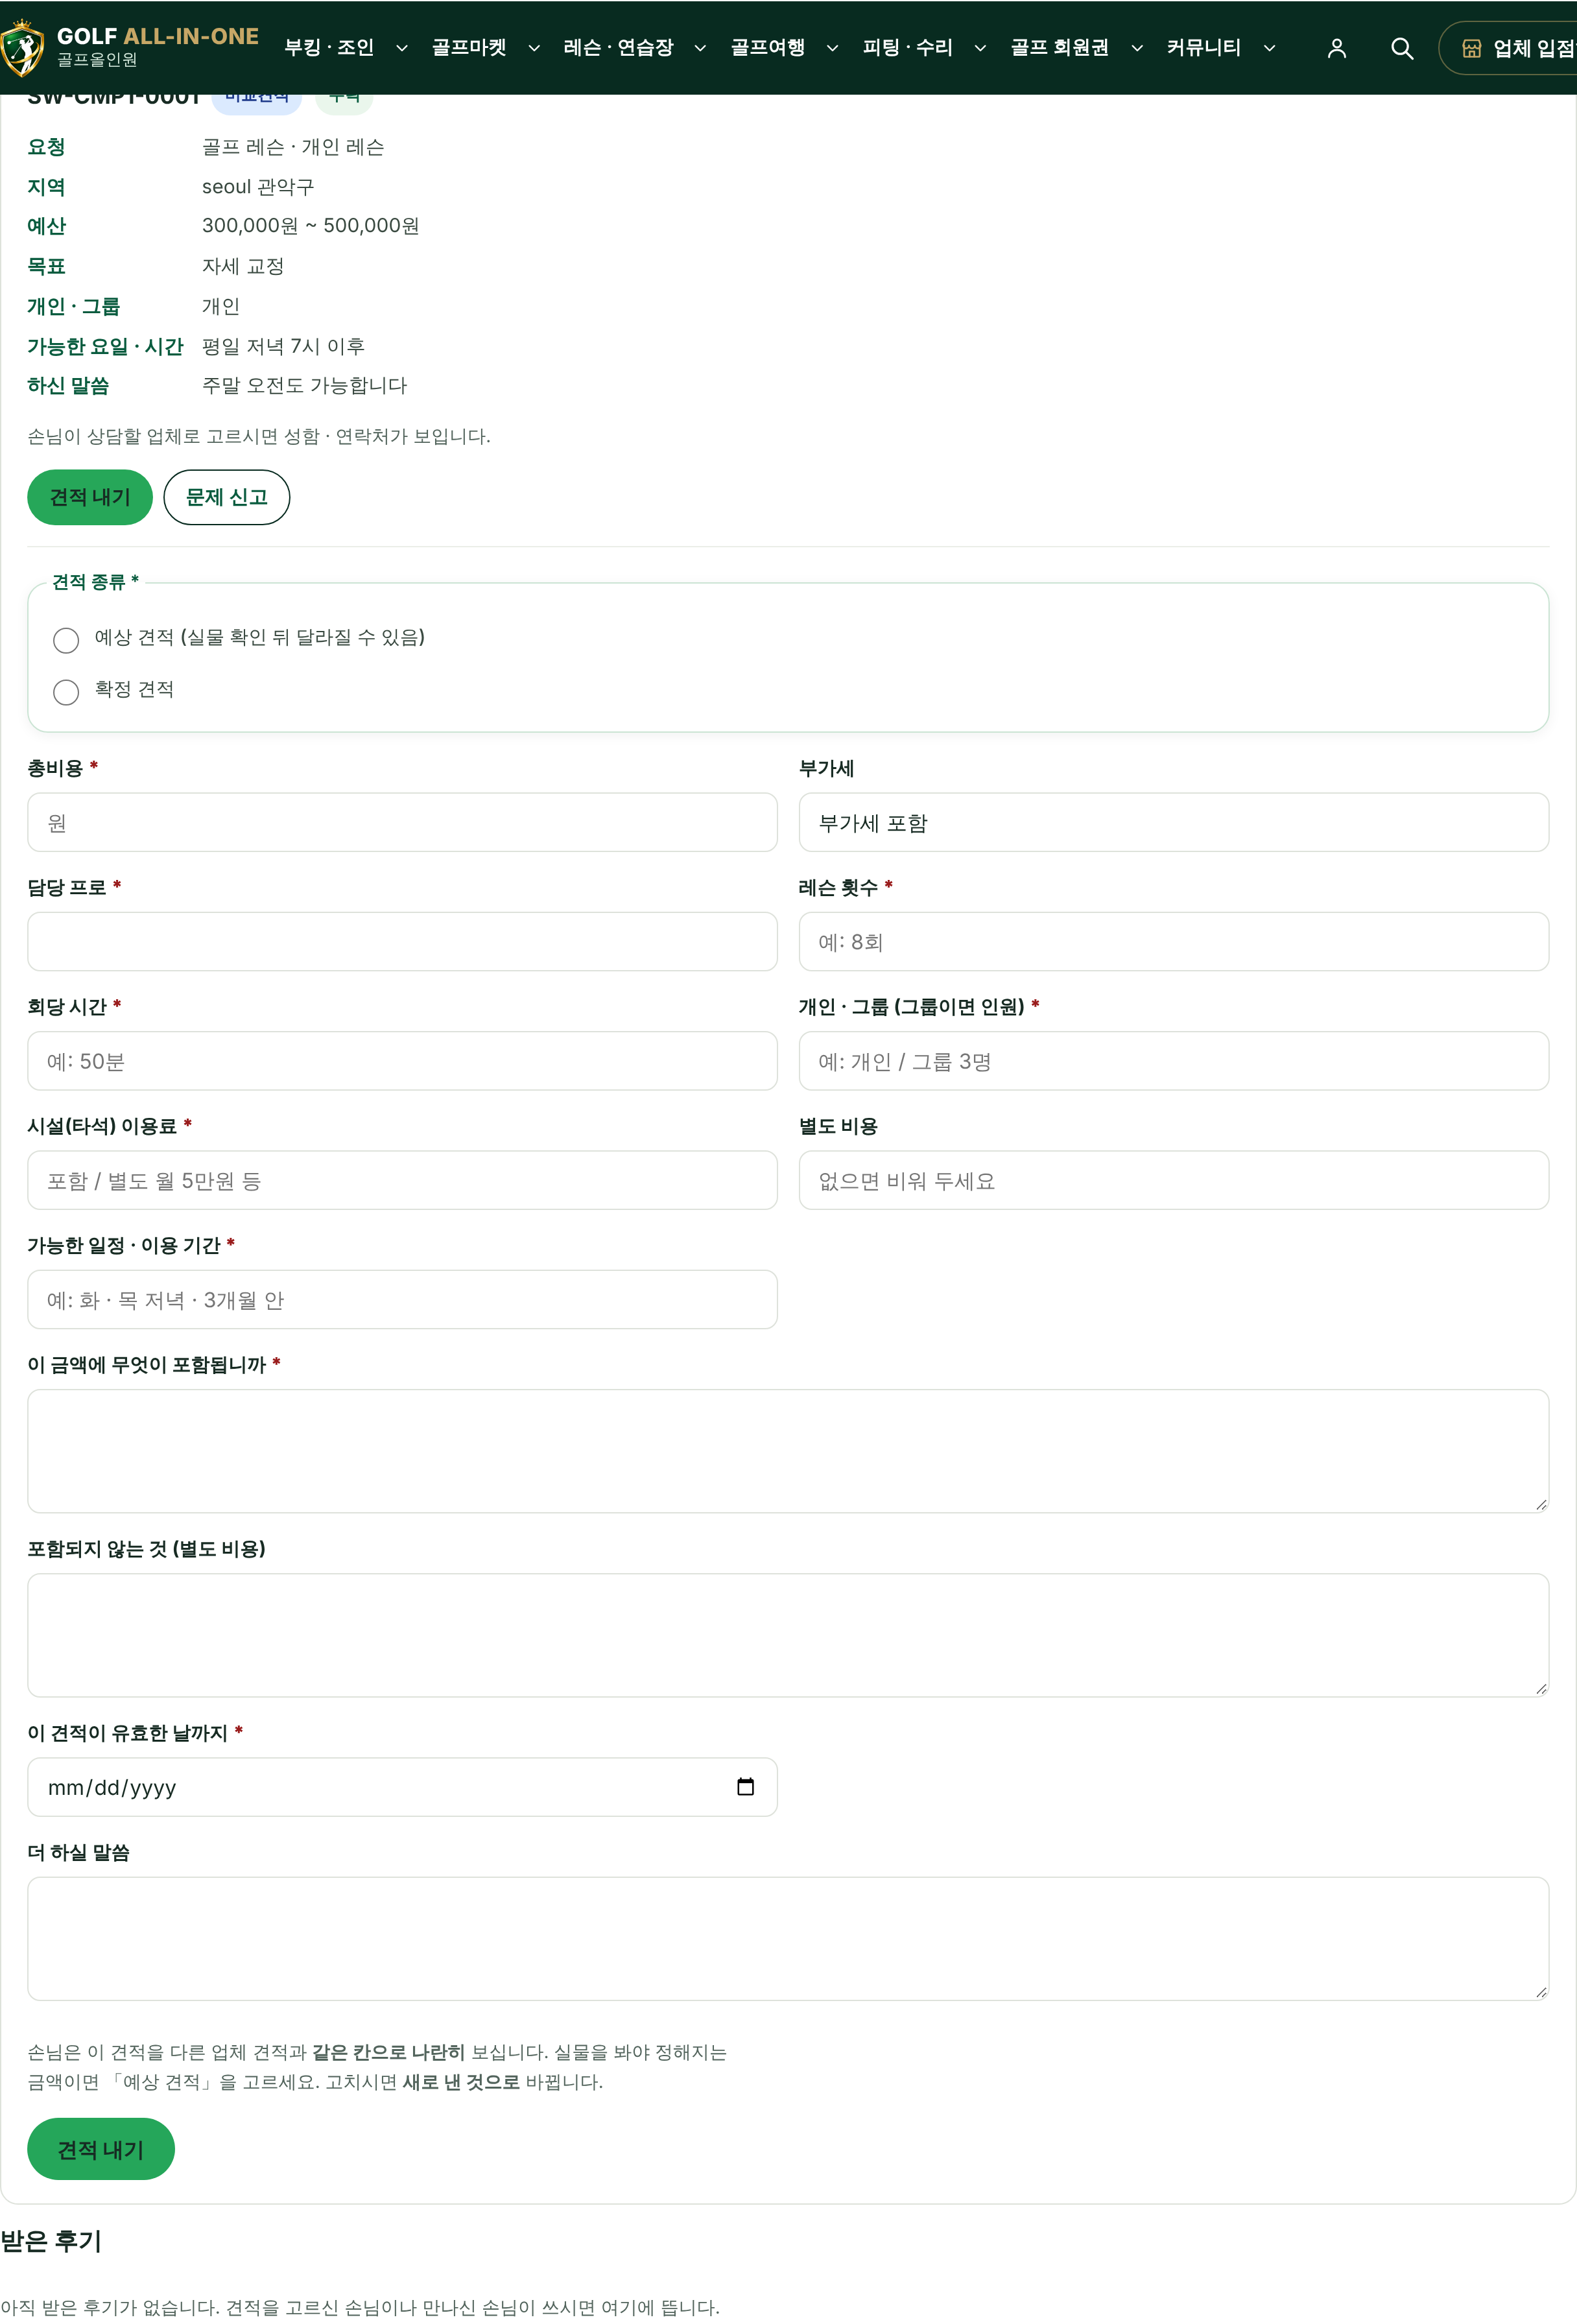 GOLF ALL-IN-ONE
골프올인원
부킹 · 조인
골프마켓
레슨 · 연습장
골프여행
피팅 · 수리
골프 회원권
커뮤니티
업체 입점
SW-CMPT-0001 비교견적
요청 골프 레슨 · 개인 레슨
지역 seoul 관악구
예산 300,000원 ~ 500,000원
목표 자세 교정
개인 · 그룹 개인
가능한 요일 · 시간 평일 저녁 7시 이후
하신 말씀 주말 오전도 가능합니다
손님이 상담할 업체로 고르시면 성함 · 연락처가 보입니다.
견적 내기 문제 신고
견적 종류 *
예상 견적 (실물 확인 뒤 달라질 수 있음)
확정 견적
총비용 * 부가세
원 부가세 포함
담당 프로 * 레슨 횟수 *
예: 8회
회당 시간 * 개인 · 그룹 (그룹이면 인원) *
예: 50분 예: 개인 / 그룹 3명
시설(타석) 이용료 * 별도 비용
포함 / 별도 월 5만원 등 없으면 비워 두세요
가능한 일정 · 이용 기간 *
예: 화 · 목 저녁 · 3개월 안
이 금액에 무엇이 포함됩니까 *
포함되지 않는 것 (별도 비용)
이 견적이 유효한 날까지 *
mm/dd/yyyy
더 하실 말씀
손님은 이 견적을 다른 업체 견적과 같은 칸으로 나란히 보십니다. 실물을 봐야 정해지는
금액이면 「예상 견적」을 고르세요. 고치시면 새로 낸 것으로 바뀝니다.
견적 내기
받은 후기
아직 받은 후기가 없습니다. 견적을 고르신 손님이나 만나신 손님이 쓰시면 여기에 뜹니다.